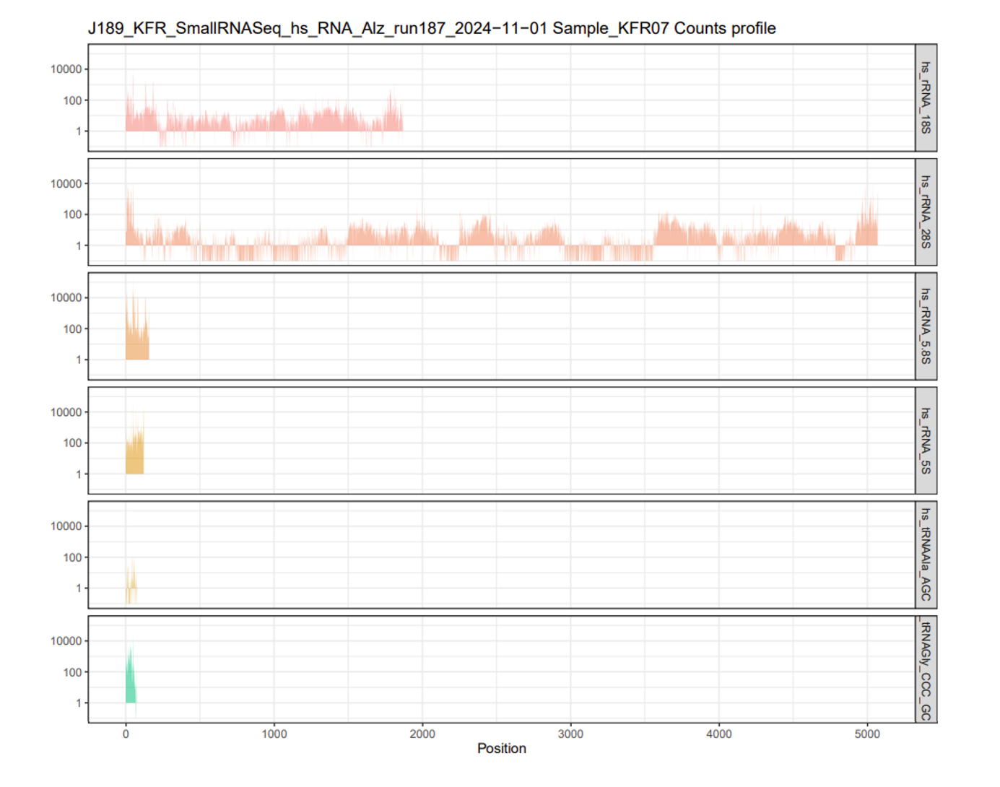 J189_KFR_SmallRNASeq_hs_RNA_Alz_run187_2024−11−01 Sample_KFR07 Counts profile
10000
100
1
hs_rRNA_18S
10000
100
1
hs_rRNA_28S
10000
100
1
hs_rRNA_5.8S
10000
100
1
hs_rRNA_5S
10000
100
1
hs_tRNAAla_AGC
10000
100
1
_tRNAGly_CCC_GC
0 1000 2000 3000 4000 5000
Position